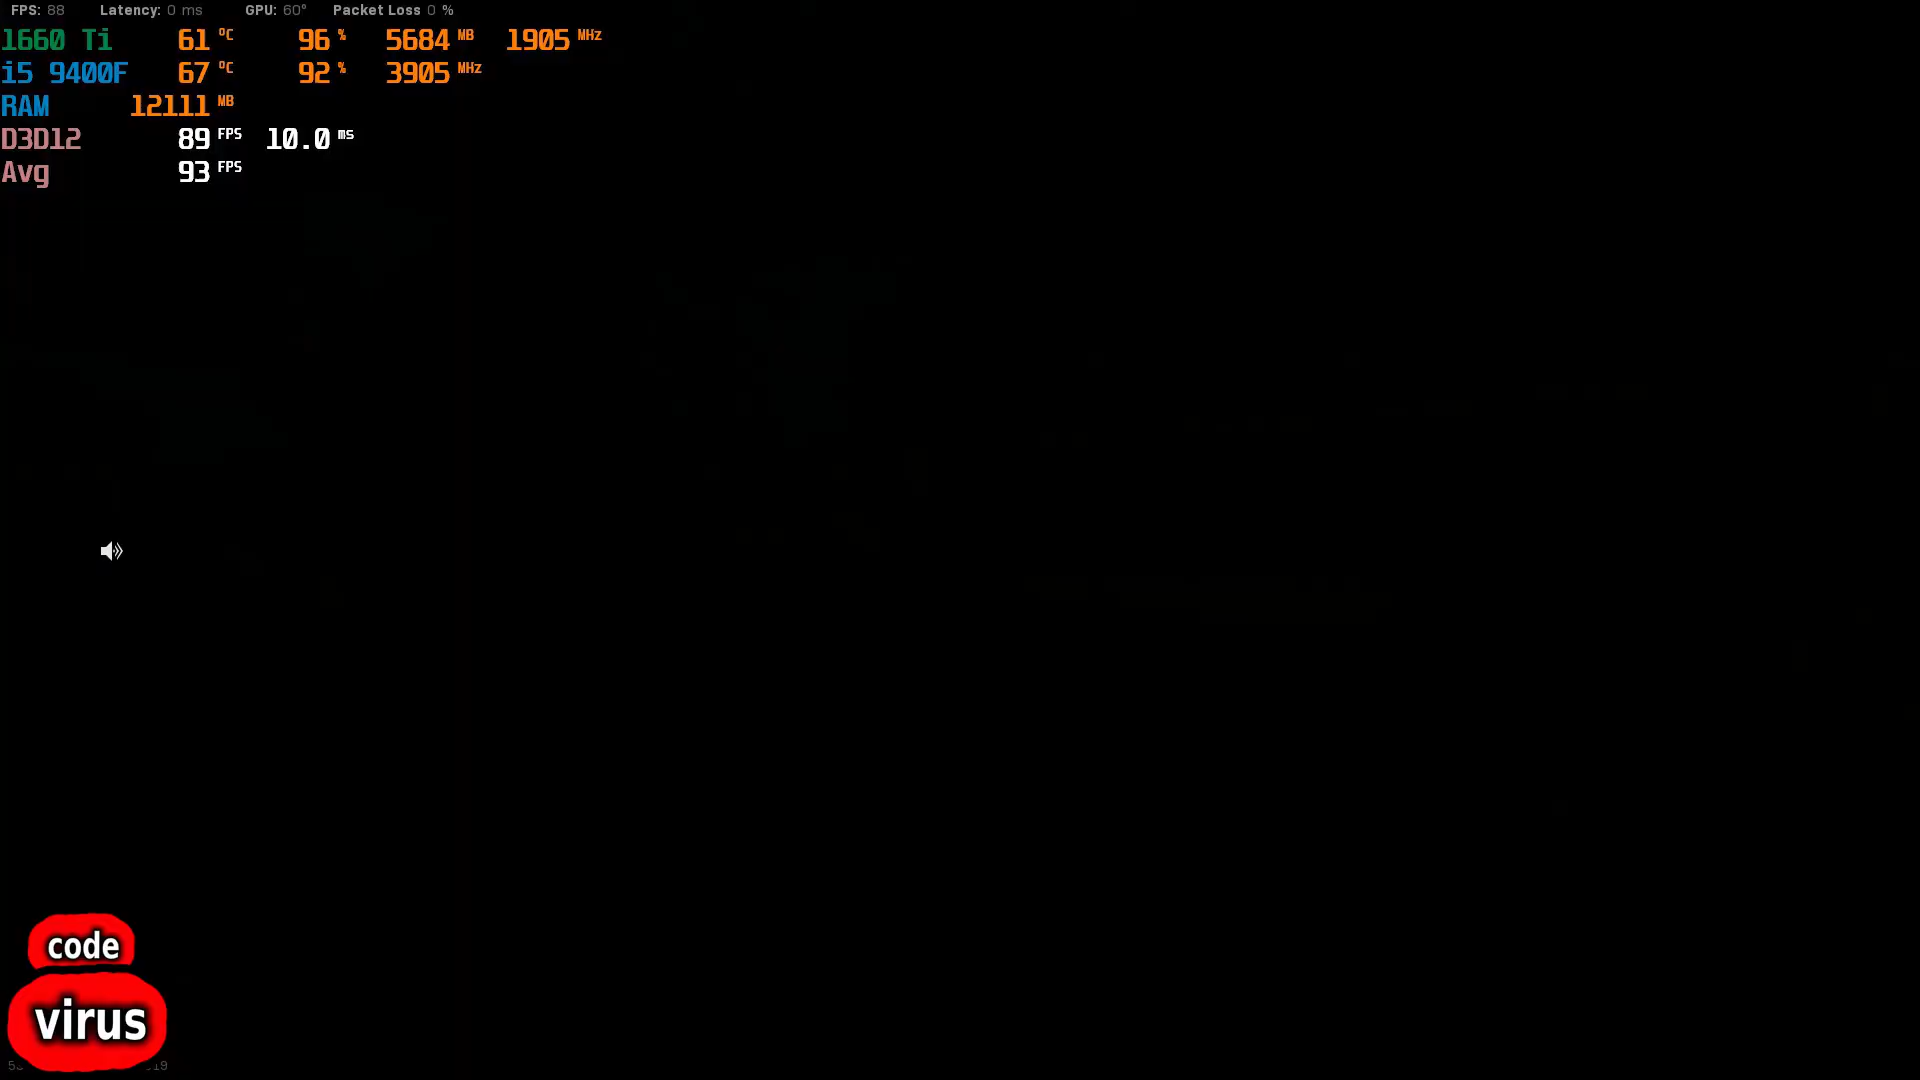 FPS: 88 Latency: 0 ms GPU: 60° Packet Loss 0 %
1660 Ti 61 °C 96 % 5684 MB 1905 MHz
i5 9400F 67 °C 92 % 3905 MHz
RAM 12111 MB
D3D12 89 FPS 10.0 ms
Avg 93 FPS
code
virus